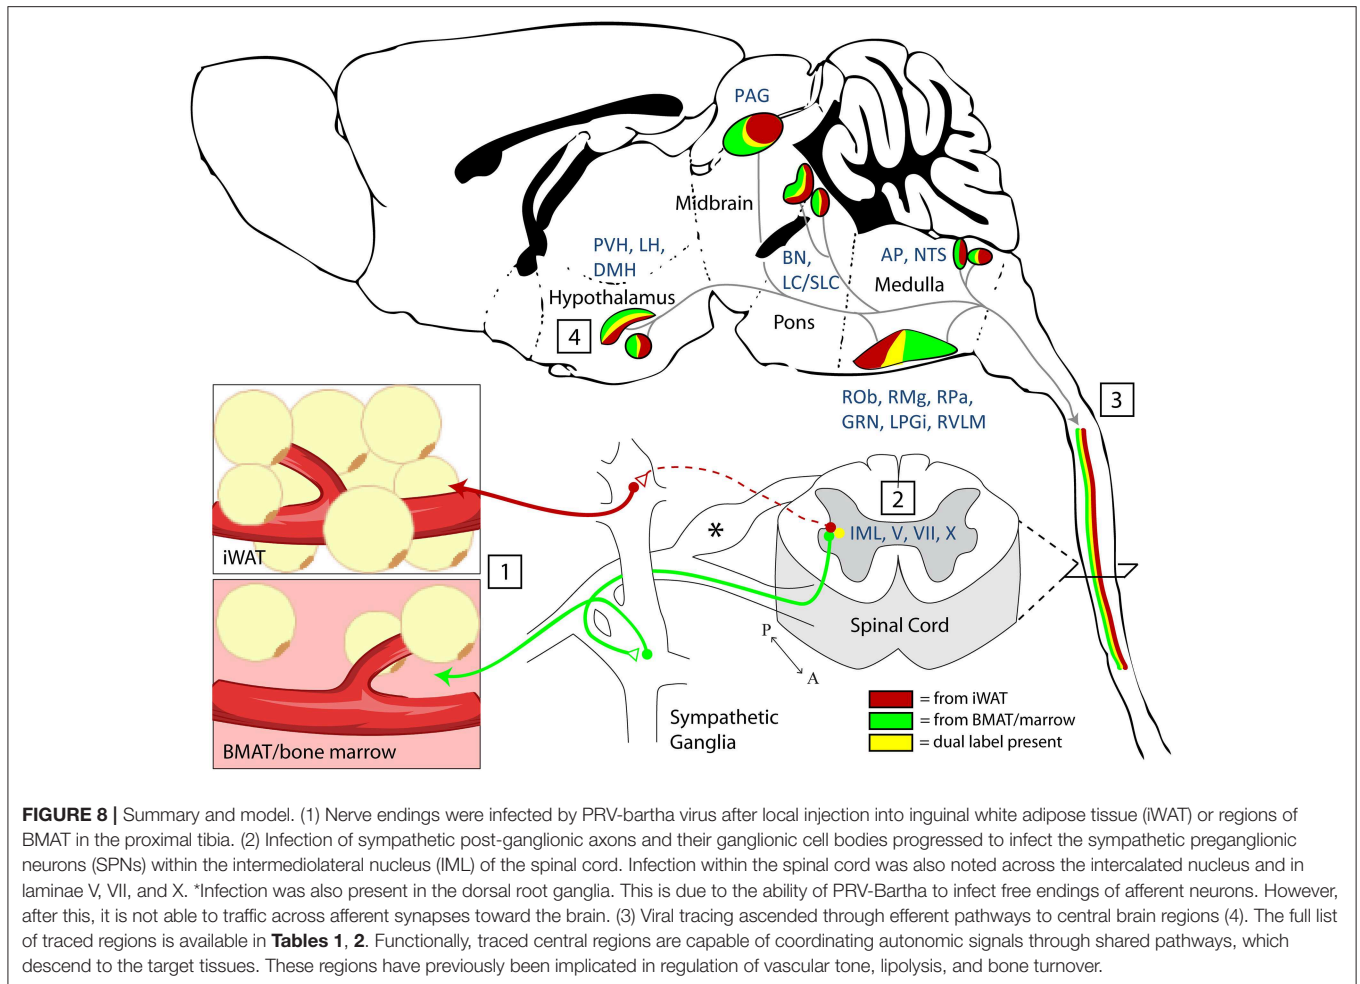 PAG
Midbrain
PVH, LH,
DMH
Hypothalamus
4
BN,
LC/SLC
Pons
AP, NTS
Medulla
ROb, RMg, RPa,
GRN, LPGi, RVLM
3
iWAT
1
BMAT/bone marrow
*
2
IML, V, VII, X
Spinal Cord
P
A
Sympathetic
Ganglia
= from iWAT
= from BMAT/marrow
= dual label present
FIGURE 8 | Summary and model. (1) Nerve endings were infected by PRV-bartha virus after local injection into inguinal white adipose tissue (iWAT) or regions of
BMAT in the proximal tibia. (2) Infection of sympathetic post-ganglionic axons and their ganglionic cell bodies progressed to infect the sympathetic preganglionic
neurons (SPNs) within the intermediolateral nucleus (IML) of the spinal cord. Infection within the spinal cord was also noted across the intercalated nucleus and in
laminae V, VII, and X. *Infection was also present in the dorsal root ganglia. This is due to the ability of PRV-Bartha to infect free endings of afferent neurons. However,
after this, it is not able to traffic across afferent synapses toward the brain. (3) Viral tracing ascended through efferent pathways to central brain regions (4). The full list
of traced regions is available in Tables 1, 2. Functionally, traced central regions are capable of coordinating autonomic signals through shared pathways, which
descend to the target tissues. These regions have previously been implicated in regulation of vascular tone, lipolysis, and bone turnover.